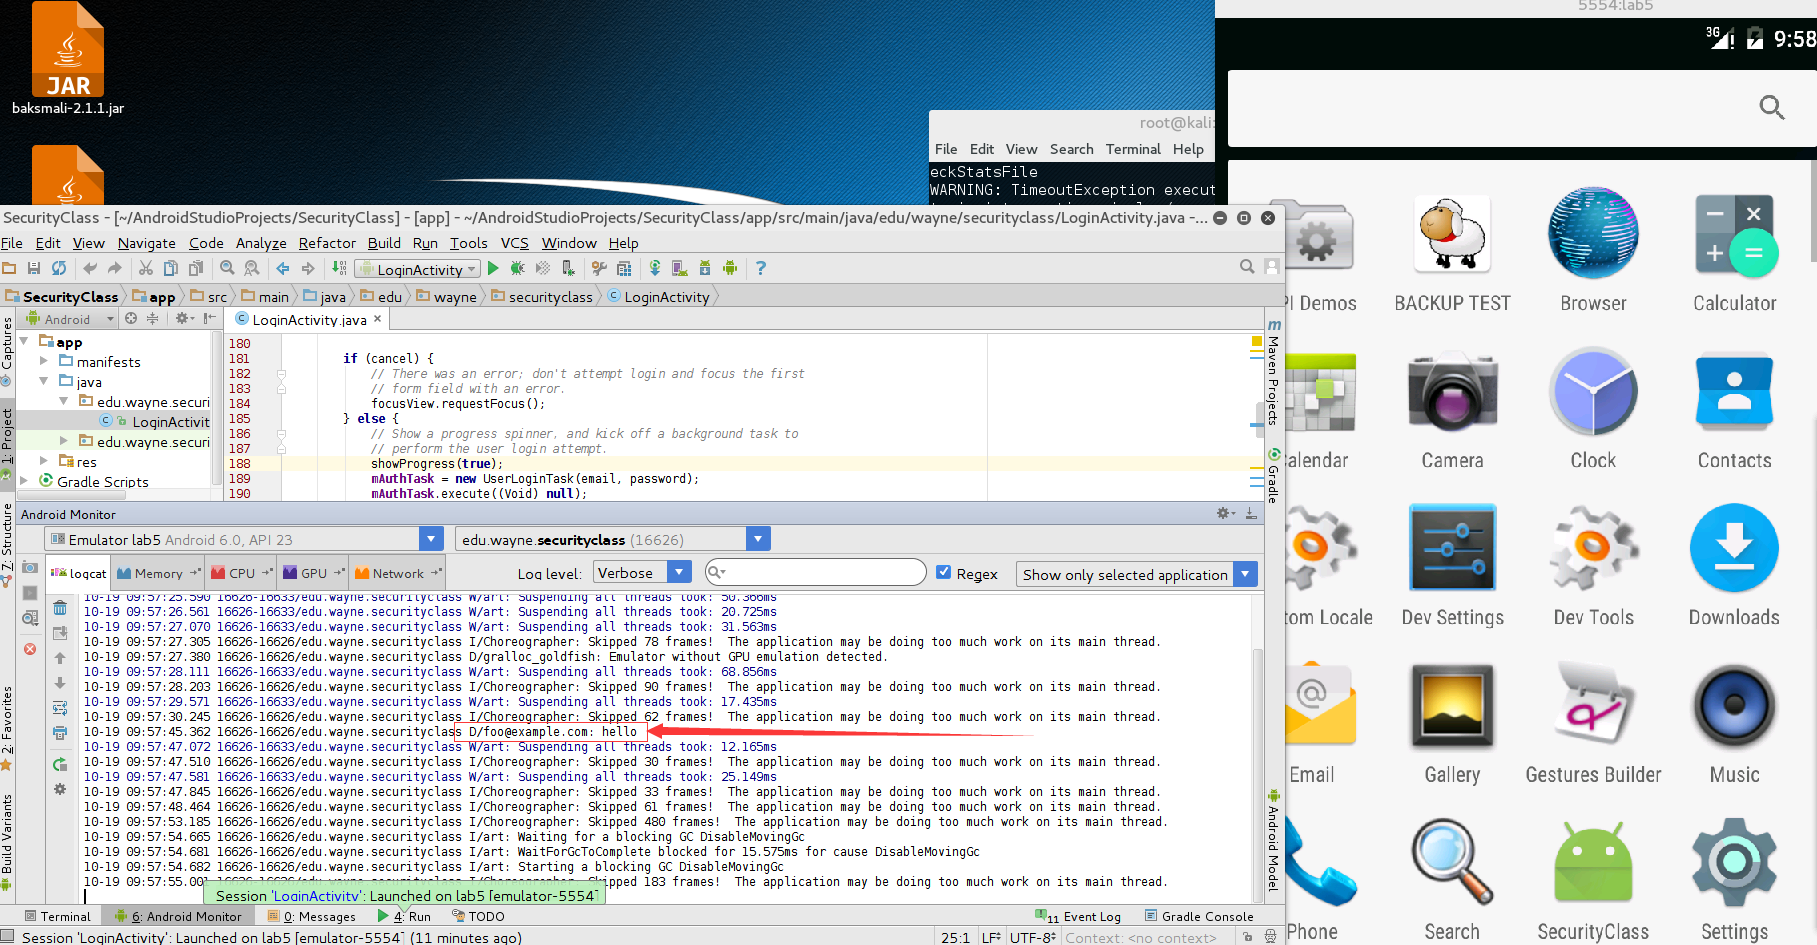 5554:lab5
3G
9:58
JAR
baksmali-2.1.1.jar
root@kali:
File Edit View Search Terminal Help
eckStatsFile
WARNING: TimeoutException execut
SecurityClass - [~/AndroidStudioProjects/SecurityClass] - [app] - ~/AndroidStudioProjects/SecurityClass/app/src/main/java/edu/wayne/securityclass/LoginActivity.java -...
File Edit View Navigate Code Analyze Refactor Build Run Tools VCS Window Help
LoginActivity
SecurityClass app src main java edu wayne securityclass LoginActivity
Android
LoginActivity.java
Captures
1: Project
Z: Structure
2: Favorites
Build Variants
app
manifests
java
edu.wayne.securi
LoginActivit
edu.wayne.securi
res
Gradle Scripts
180
181 if (cancel) {
182 // There was an error; don't attempt login and focus the first
183 // form field with an error.
184 focusView.requestFocus();
185 } else {
186 // Show a progress spinner, and kick off a background task to
187 // perform the user login attempt.
188 showProgress(true);
189 mAuthTask = new UserLoginTask(email, password);
190 mAuthTask.execute((Void) null);
Maven Projects
Gradle
Android Model
Android Monitor
Emulator lab5 Android 6.0, API 23
edu.wayne.securityclass (16626)
logcat Memory CPU GPU Network
Log level: Verbose
Regex
Show only selected application
10-19 09:57:25.590 16626-16633/edu.wayne.securityclass W/art: Suspending all threads took: 50.366ms
10-19 09:57:26.561 16626-16633/edu.wayne.securityclass W/art: Suspending all threads took: 20.725ms
10-19 09:57:27.070 16626-16633/edu.wayne.securityclass W/art: Suspending all threads took: 31.563ms
10-19 09:57:27.305 16626-16626/edu.wayne.securityclass I/Choreographer: Skipped 78 frames!  The application may be doing too much work on its main thread.
10-19 09:57:27.380 16626-16626/edu.wayne.securityclass D/gralloc_goldfish: Emulator without GPU emulation detected.
10-19 09:57:28.111 16626-16633/edu.wayne.securityclass W/art: Suspending all threads took: 68.856ms
10-19 09:57:28.203 16626-16626/edu.wayne.securityclass I/Choreographer: Skipped 90 frames!  The application may be doing too much work on its main thread.
10-19 09:57:29.571 16626-16633/edu.wayne.securityclass W/art: Suspending all threads took: 17.435ms
10-19 09:57:30.245 16626-16626/edu.wayne.securityclass I/Choreographer: Skipped 62 frames!  The application may be doing too much work on its main thread.
10-19 09:57:45.362 16626-16626/edu.wayne.securityclass D/foo@example.com: hello
10-19 09:57:47.072 16626-16633/edu.wayne.securityclass W/art: Suspending all threads took: 12.165ms
10-19 09:57:47.510 16626-16626/edu.wayne.securityclass I/Choreographer: Skipped 30 frames!  The application may be doing too much work on its main thread.
10-19 09:57:47.581 16626-16633/edu.wayne.securityclass W/art: Suspending all threads took: 25.149ms
10-19 09:57:47.845 16626-16626/edu.wayne.securityclass I/Choreographer: Skipped 33 frames!  The application may be doing too much work on its main thread.
10-19 09:57:48.464 16626-16626/edu.wayne.securityclass I/Choreographer: Skipped 61 frames!  The application may be doing too much work on its main thread.
10-19 09:57:53.185 16626-16626/edu.wayne.securityclass I/Choreographer: Skipped 480 frames!  The application may be doing too much work on its main thread.
10-19 09:57:54.665 16626-16626/edu.wayne.securityclass I/art: Waiting for a blocking GC DisableMovingGc
10-19 09:57:54.681 16626-16626/edu.wayne.securityclass I/art: WaitForGcToComplete blocked for 15.575ms for cause DisableMovingGc
10-19 09:57:54.682 16626-16626/edu.wayne.securityclass I/art: Starting a blocking GC DisableMovingGc
10-19 09:57:55.001 16626-16626/edu.wayne.securityclass I/Choreographer: Skipped 183 frames!  The application may be doing too much work on its main thread.
Session 'LoginActivity': Launched on lab5 [emulator-5554]
Terminal 6: Android Monitor 0: Messages 4: Run TODO 11 Event Log Gradle Console
Session 'LoginActivity': Launched on lab5 [emulator-5554] (11 minutes ago)
25:1 LF UTF-8 Context: <no context>
PI Demos BACKUP TEST Browser Calculator
alendar Camera Clock Contacts
tom Locale Dev Settings Dev Tools Downloads
Email Gallery Gestures Builder Music
Phone Search SecurityClass Settings